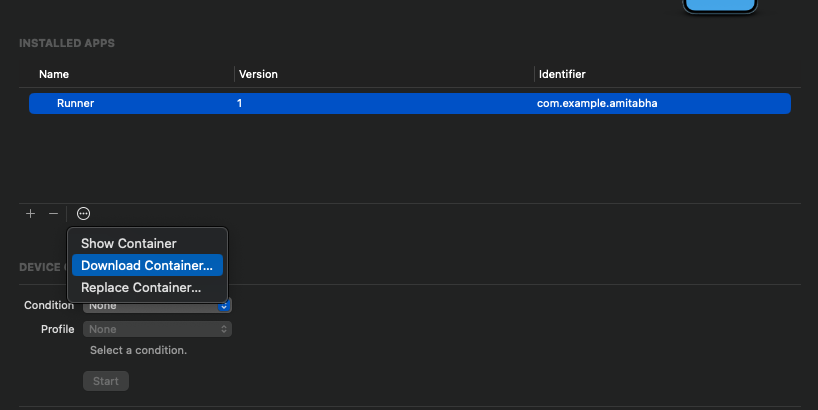 INSTALLED APPS
Name Version Identifier
Runner 1 com.example.amitabha
Show Container
Download Container...
Replace Container...
DEVICE
Condition None
Profile None
Select a condition.
Start